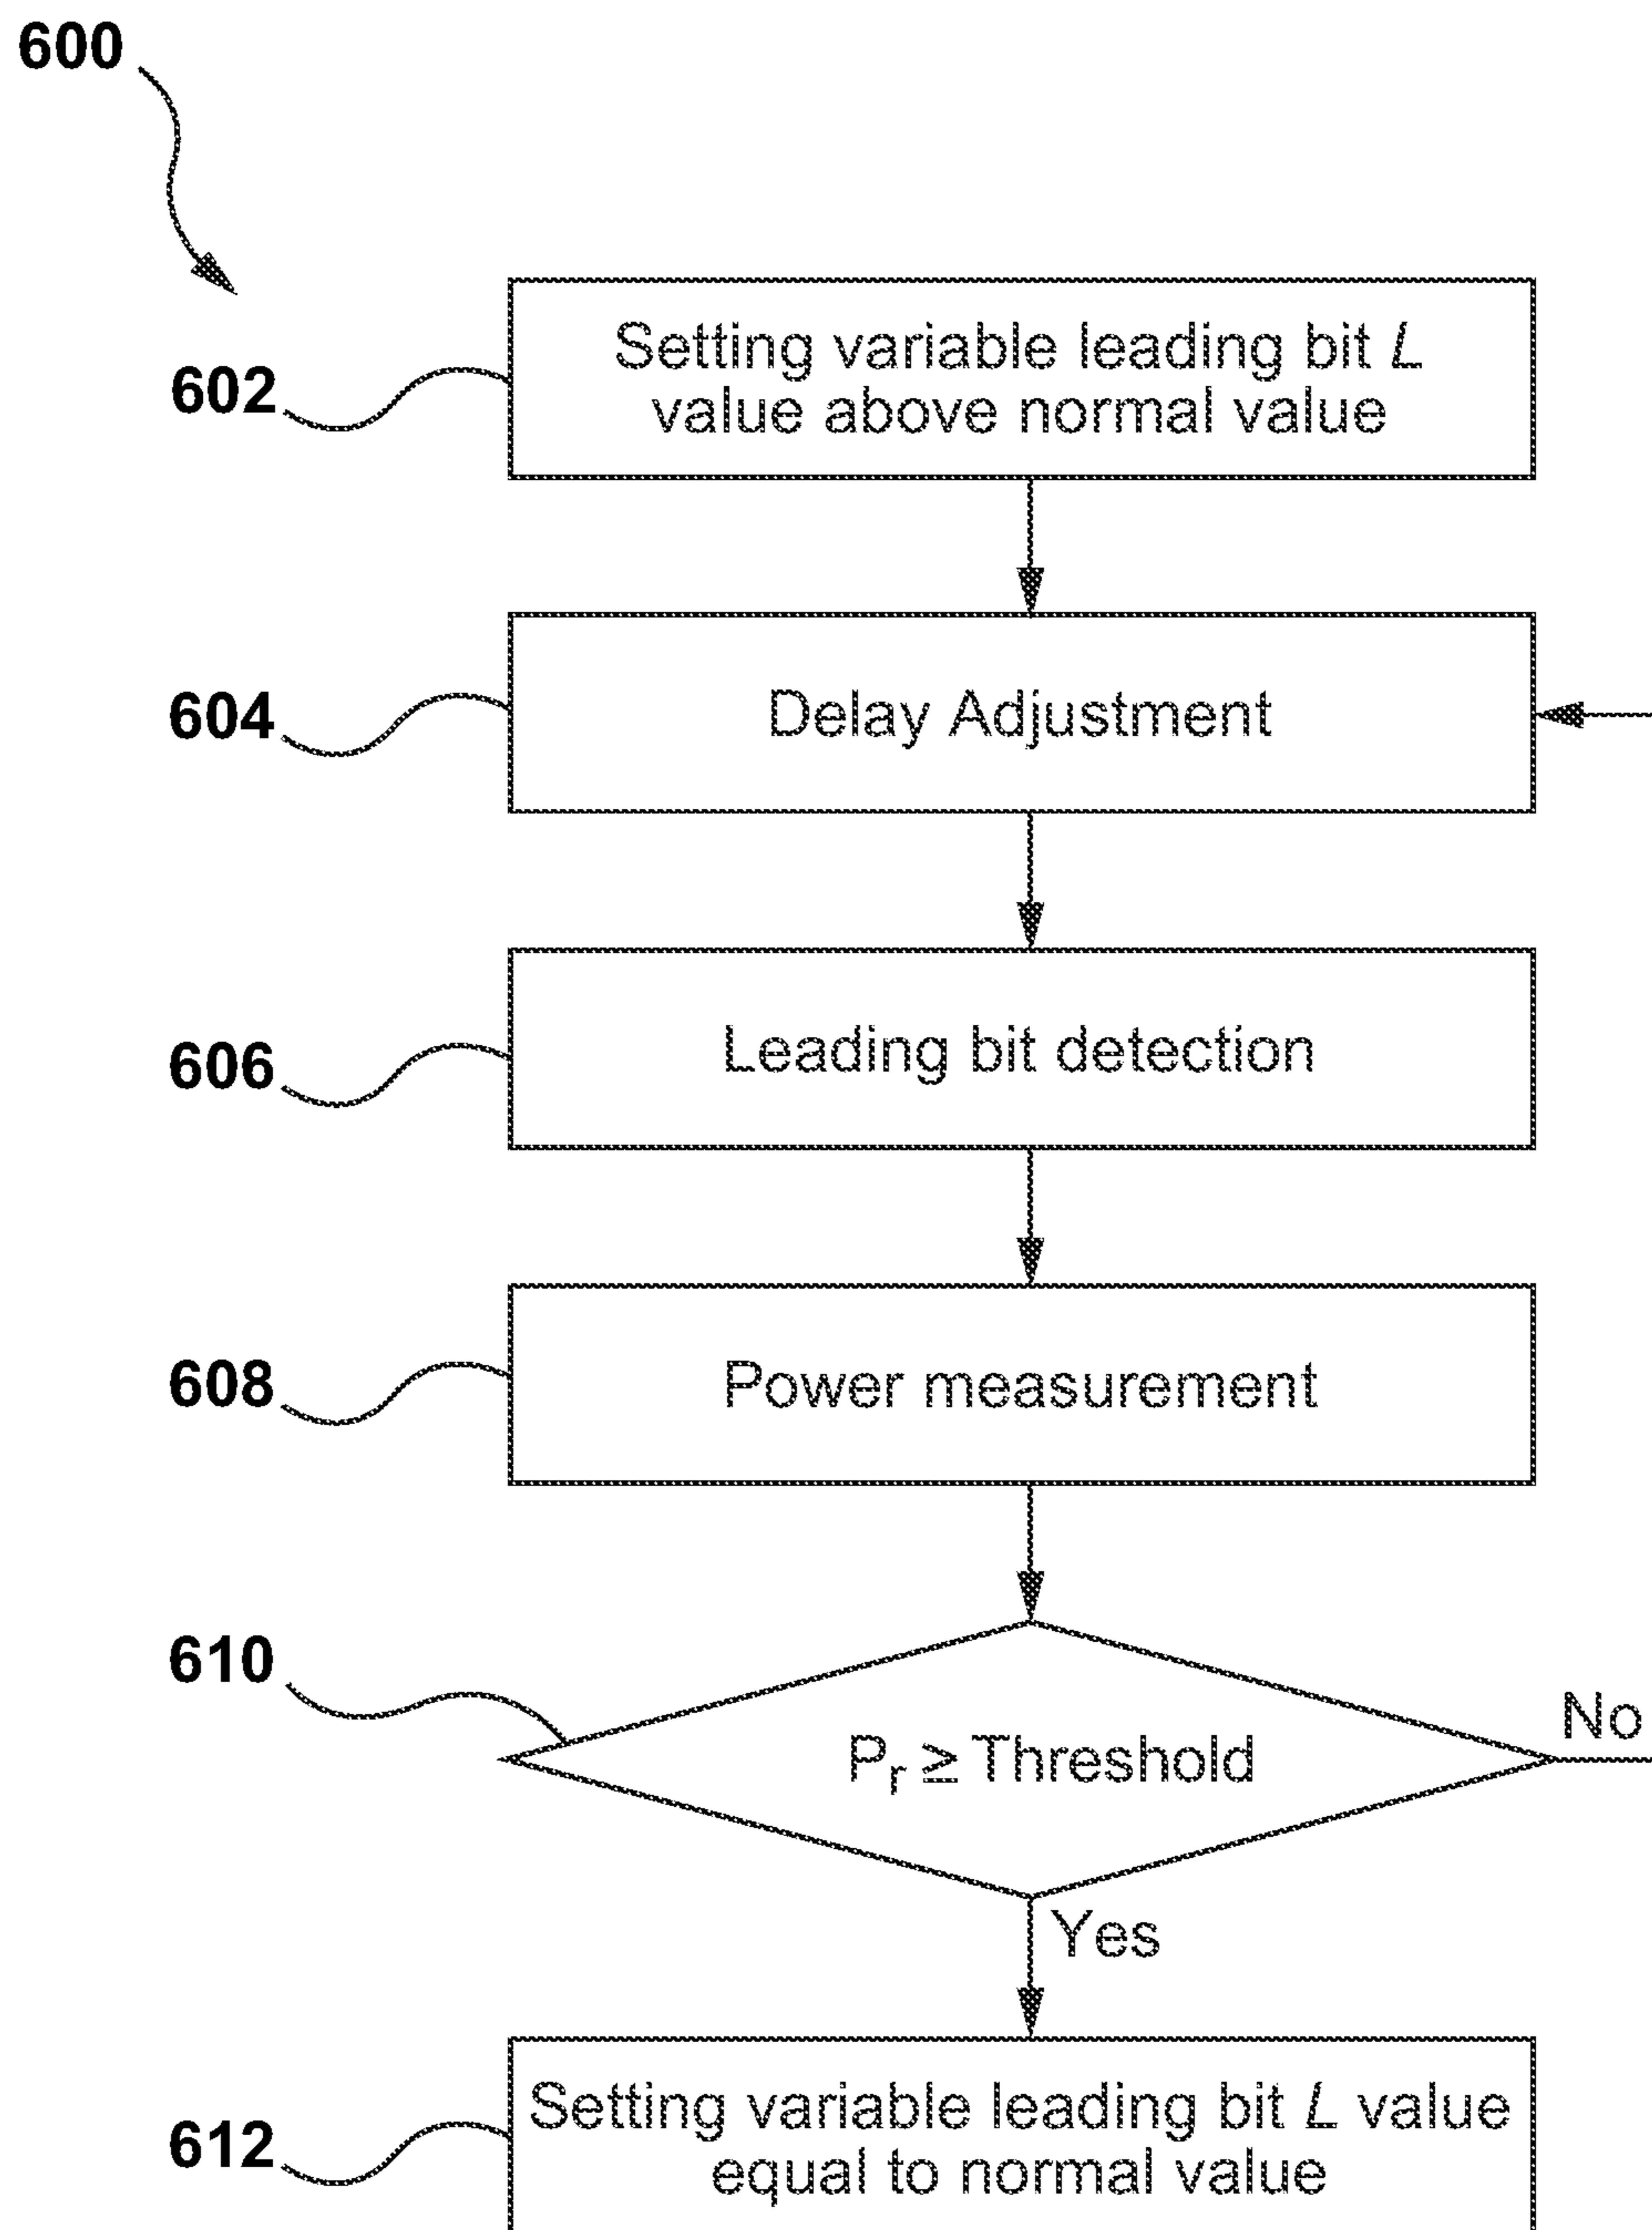 600
602
Setting variable leading bit L
value above normal value
604
Delay Adjustment
606
Leading bit detection
608
Power measurement
610
Pr ≥ Threshold
No
Yes
612
Setting variable leading bit L value
equal to normal value